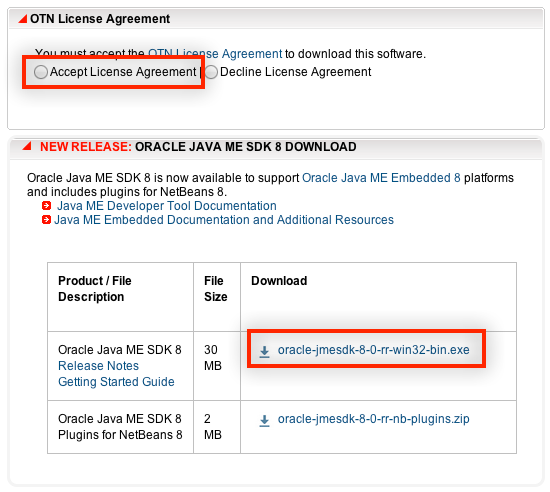 OTN License Agreement
You must accept the OTN License Agreement to download this software.
Accept License Agreement | Decline License Agreement
NEW RELEASE: ORACLE JAVA ME SDK 8 DOWNLOAD
Oracle Java ME SDK 8 is now available to support Oracle Java ME Embedded 8 platforms
and includes plugins for NetBeans 8.
Java ME Developer Tool Documentation
Java ME Embedded Documentation and Additional Resources
Product / File File Download
Description Size
Oracle Java ME SDK 8 30 oracle-jmesdk-8-0-rr-win32-bin.exe
Release Notes MB
Getting Started Guide
Oracle Java ME SDK 8 2 oracle-jmesdk-8-0-rr-nb-plugins.zip
Plugins for NetBeans 8 MB